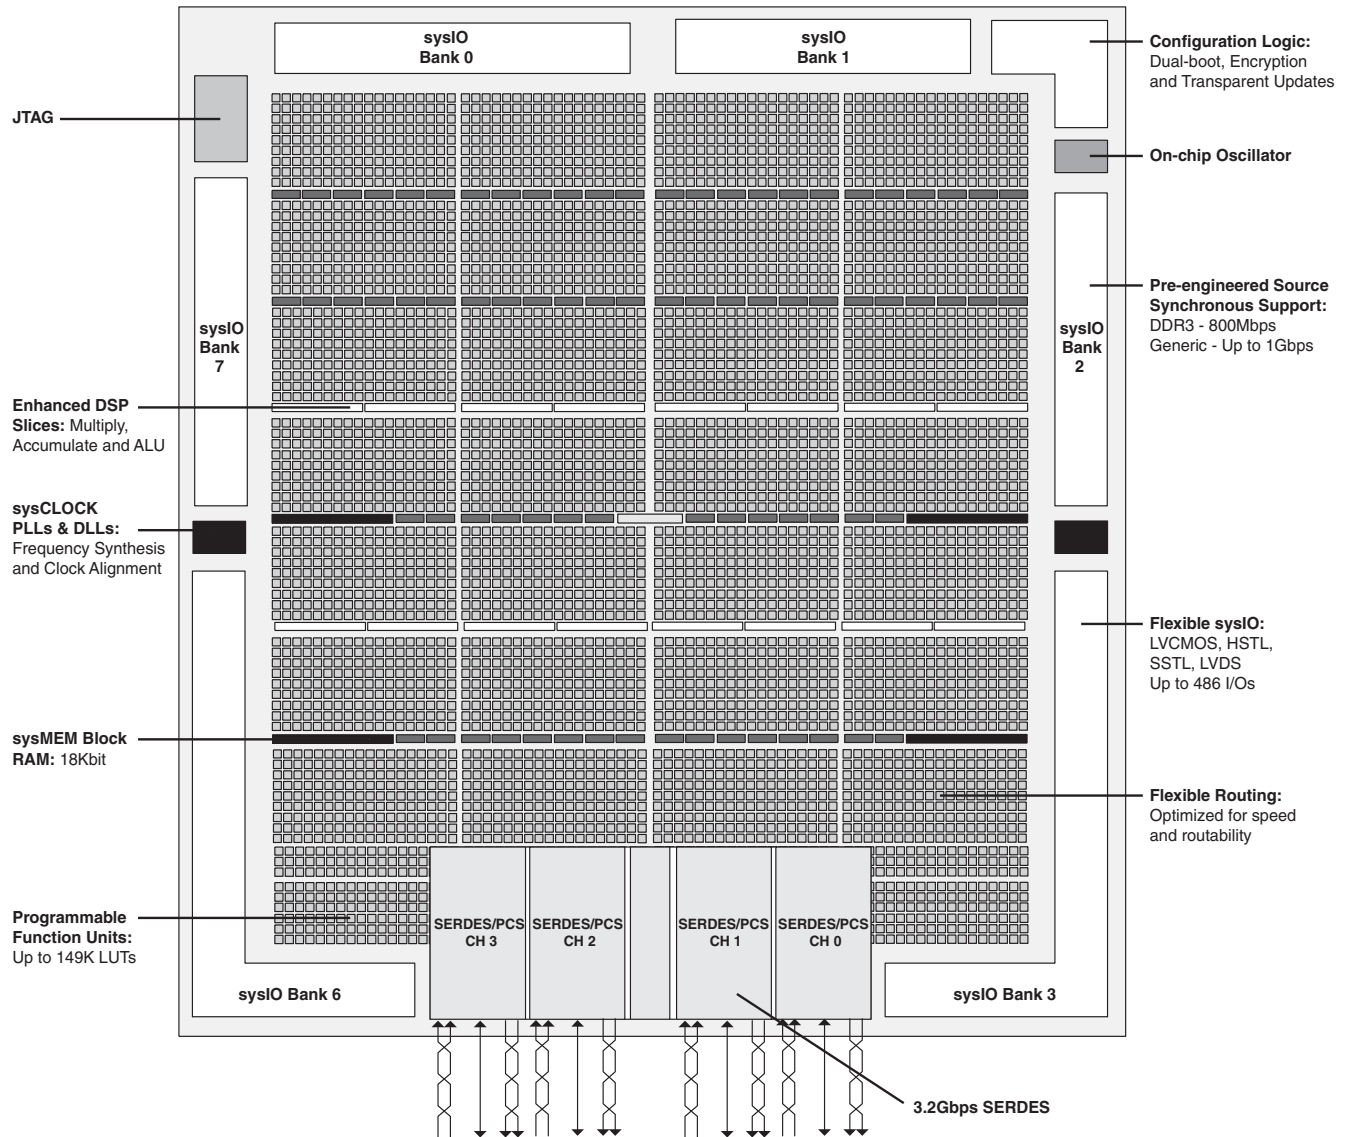 sysIO
Bank 0
sysIO
Bank 1
Configuration Logic:
Dual-boot, Encryption
and Transparent Updates
JTAG
On-chip Oscillator
sysIO
Bank
7
sysIO
Bank
2
Pre-engineered Source
Synchronous Support:
DDR3 - 800Mbps
Generic - Up to 1Gbps
Enhanced DSP
Slices: Multiply,
Accumulate and ALU
sysCLOCK
PLLs & DLLs:
Frequency Synthesis
and Clock Alignment
Flexible sysIO:
LVCMOS, HSTL,
SSTL, LVDS
Up to 486 I/Os
sysMEM Block
RAM: 18Kbit
Flexible Routing:
Optimized for speed
and routability
Programmable
Function Units:
Up to 149K LUTs
SERDES/PCS
CH 3
SERDES/PCS
CH 2
SERDES/PCS
CH 1
SERDES/PCS
CH 0
sysIO Bank 6
sysIO Bank 3
3.2Gbps SERDES